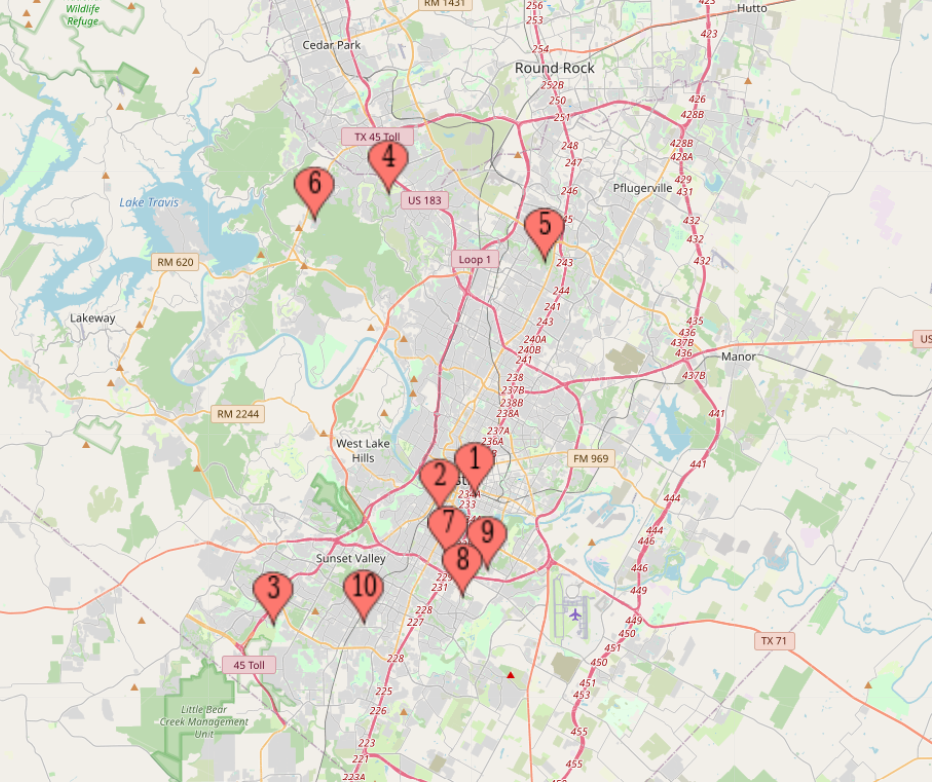 RM 1431
423
Hutto
Wildlife
Refuge
256
253
Cedar Park
254
Round Rock
252B
250
426
251
428B
TX 45 Toll
248
428B
4
247
428A
6
429
246
Pflugerville
431
US 183
Lake Travis
45
432
5
432
RM 620
Loop 1
243
432
244
241
Lakeway
243
435
436
240A
437B
240B
436
241
Manor
US
238
437B
237B
238B
RM 2244
238A
441
237A
West Lake
Hills
236A
B
1
FM 969
441
2
st
234
233
444
7
9
444
Sunset Valley
446
8
229
231
446
3
10
228
449
227
449
450
TX 71
228
450
45 Toll
451
225
453
Little Bear
Creek Management
Unit
226
455
223
221
455
223A